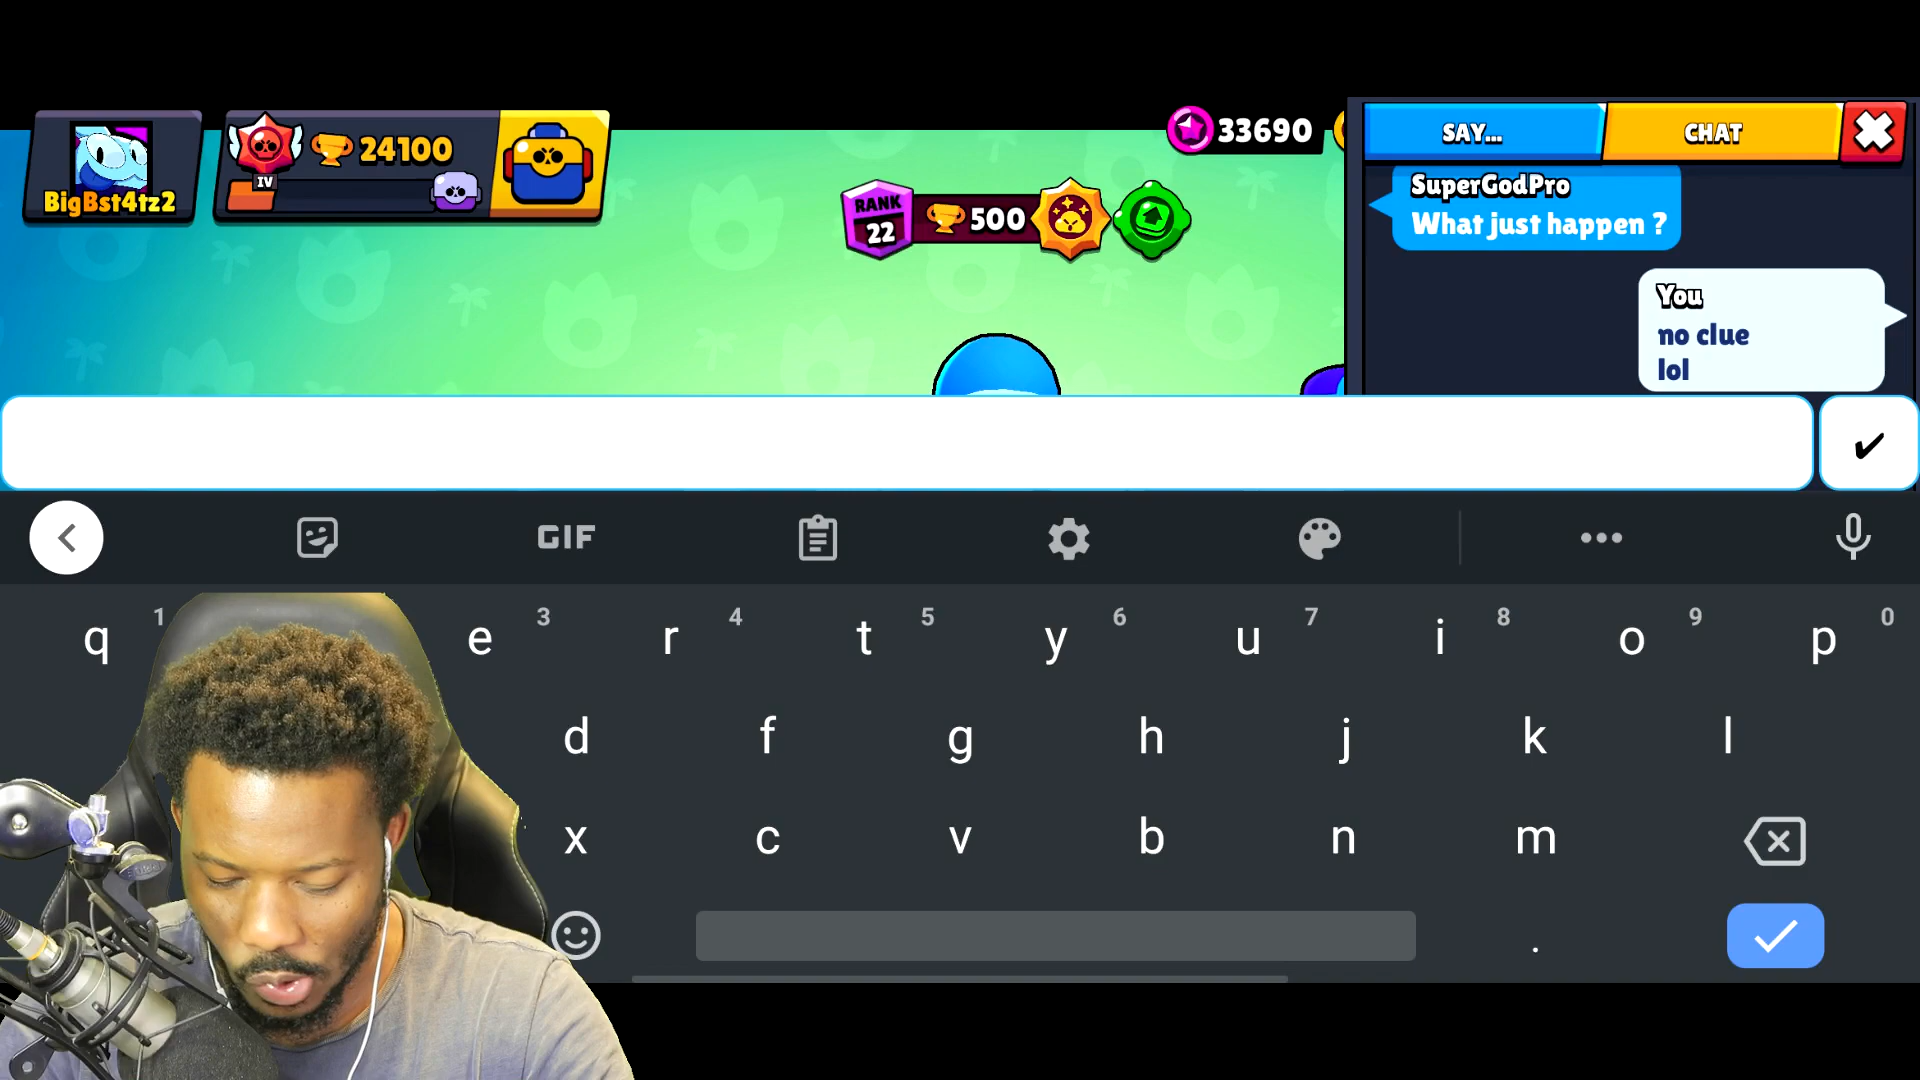 BigBst4tz2
IV
24100
RANK
22
500
33690
SAY...
CHAT
SuperGodPro
What just happen ?
You
no clue
lol
GIF
q 1 e 3 r 4 t 5 y 6 u 7 i 8 o 9 p 0
d f g h j k l
x c v b n m
.